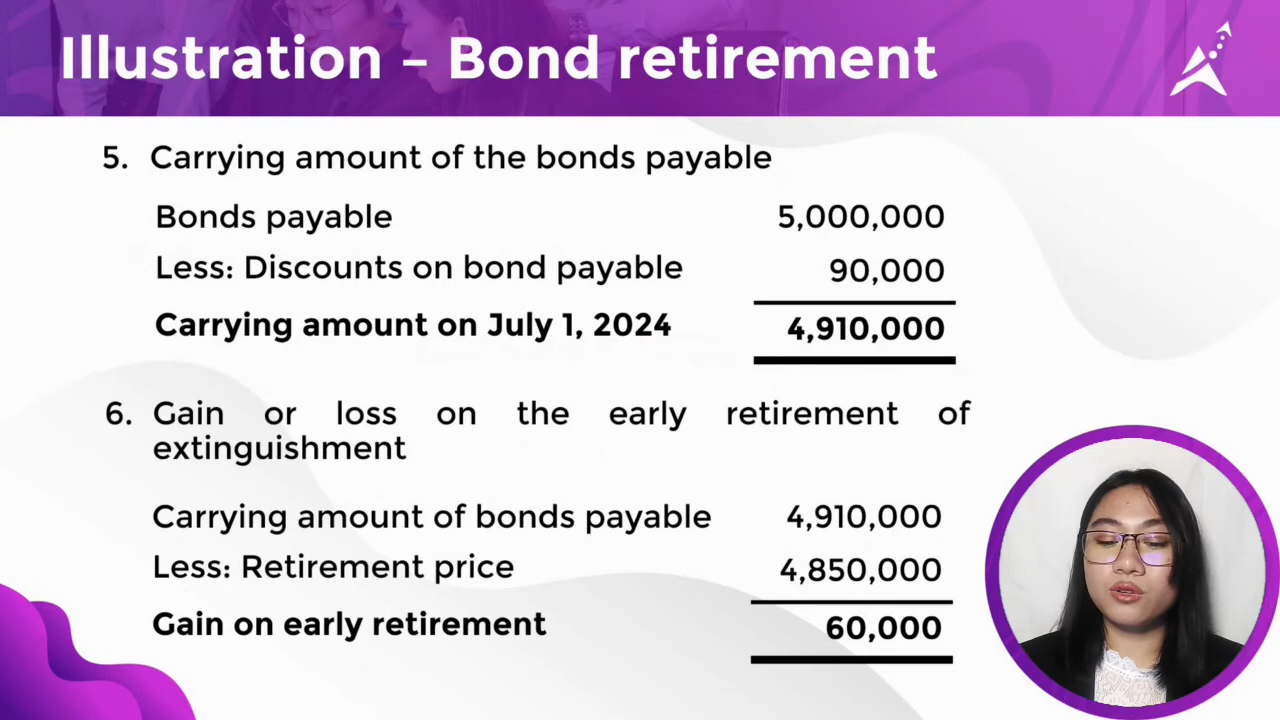 Illustration – Bond retirement
5. Carrying amount of the bonds payable
Bonds payable 5,000,000
Less: Discounts on bond payable 90,000
Carrying amount on July 1, 2024 4,910,000
6. Gain or loss on the early retirement of
extinguishment
Carrying amount of bonds payable 4,910,000
Less: Retirement price 4,850,000
Gain on early retirement 60,000